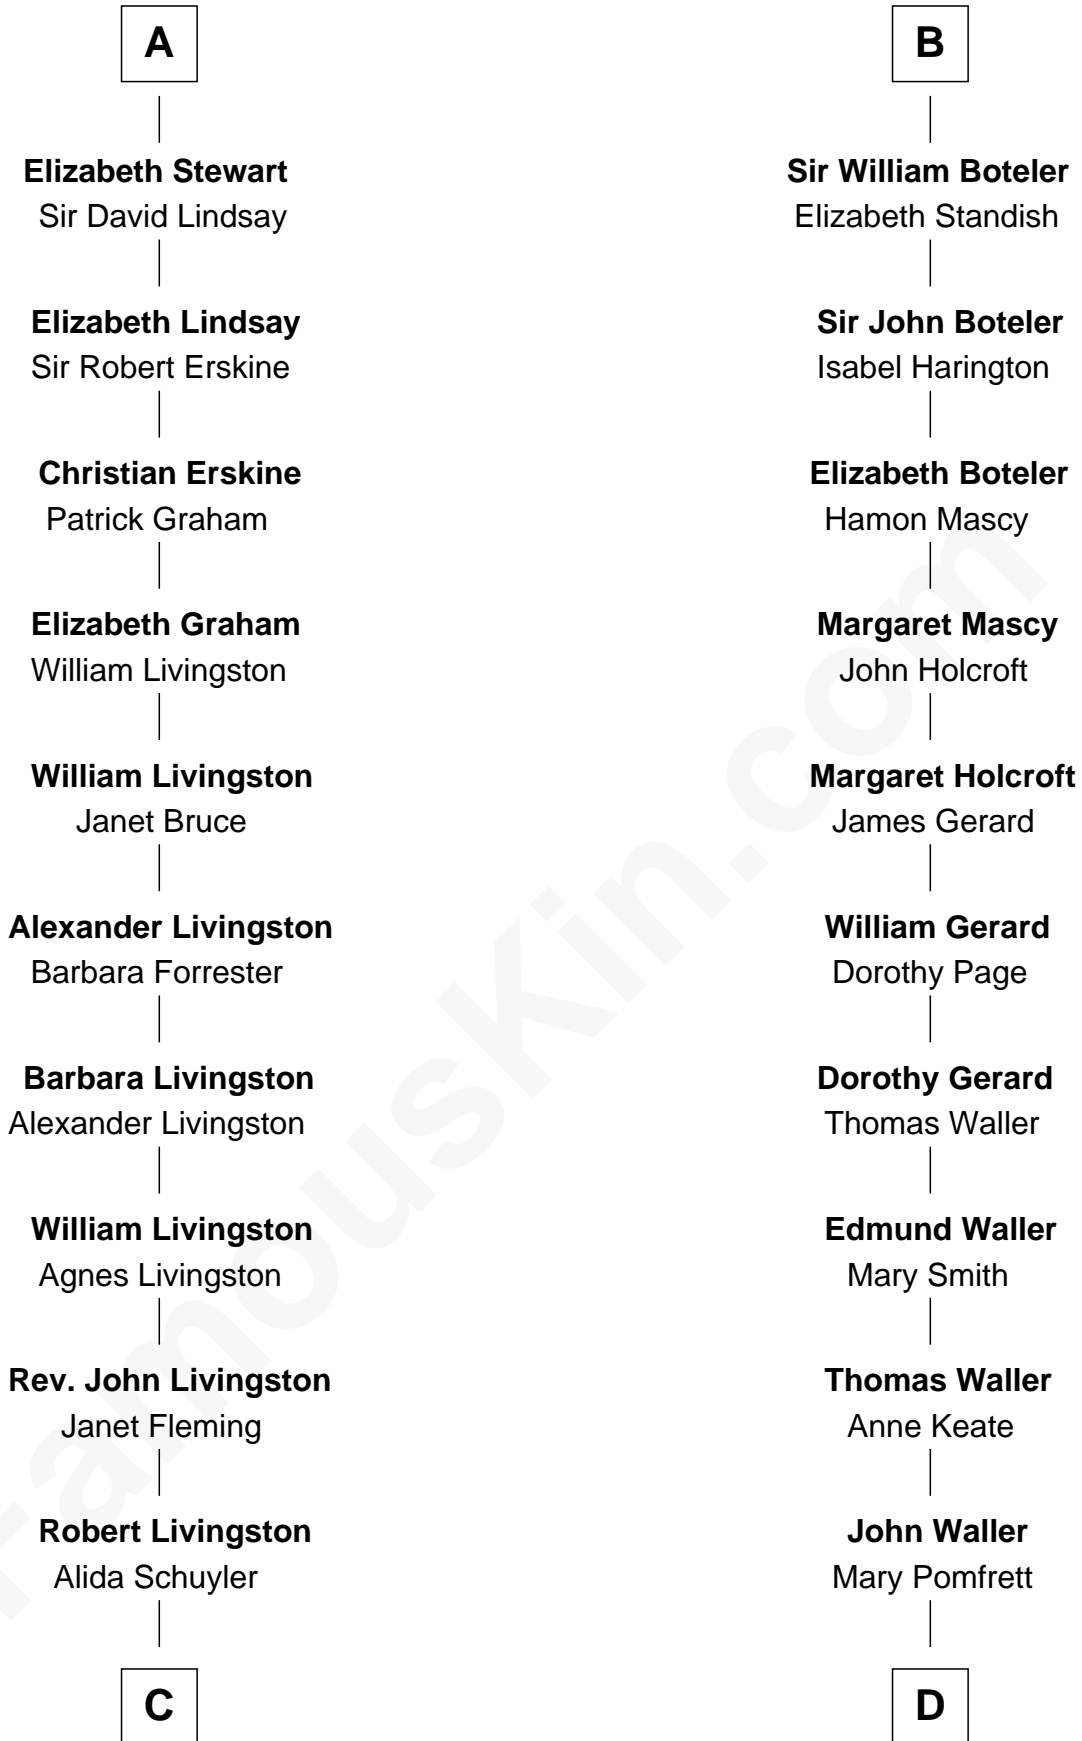 A
Elizabeth Stewart
Sir David Lindsay
Elizabeth Lindsay
Sir Robert Erskine
Christian Erskine
Patrick Graham
Elizabeth Graham
William Livingston
William Livingston
Janet Bruce
Alexander Livingston
Barbara Forrester
Barbara Livingston
Alexander Livingston
William Livingston
Agnes Livingston
Rev. John Livingston
Janet Fleming
Robert Livingston
Alida Schuyler
C
B
Sir William Boteler
Elizabeth Standish
Sir John Boteler
Isabel Harington
Elizabeth Boteler
Hamon Mascy
Margaret Mascy
John Holcroft
Margaret Holcroft
James Gerard
William Gerard
Dorothy Page
Dorothy Gerard
Thomas Waller
Edmund Waller
Mary Smith
Thomas Waller
Anne Keate
John Waller
Mary Pomfrett
D
FamousKin.com